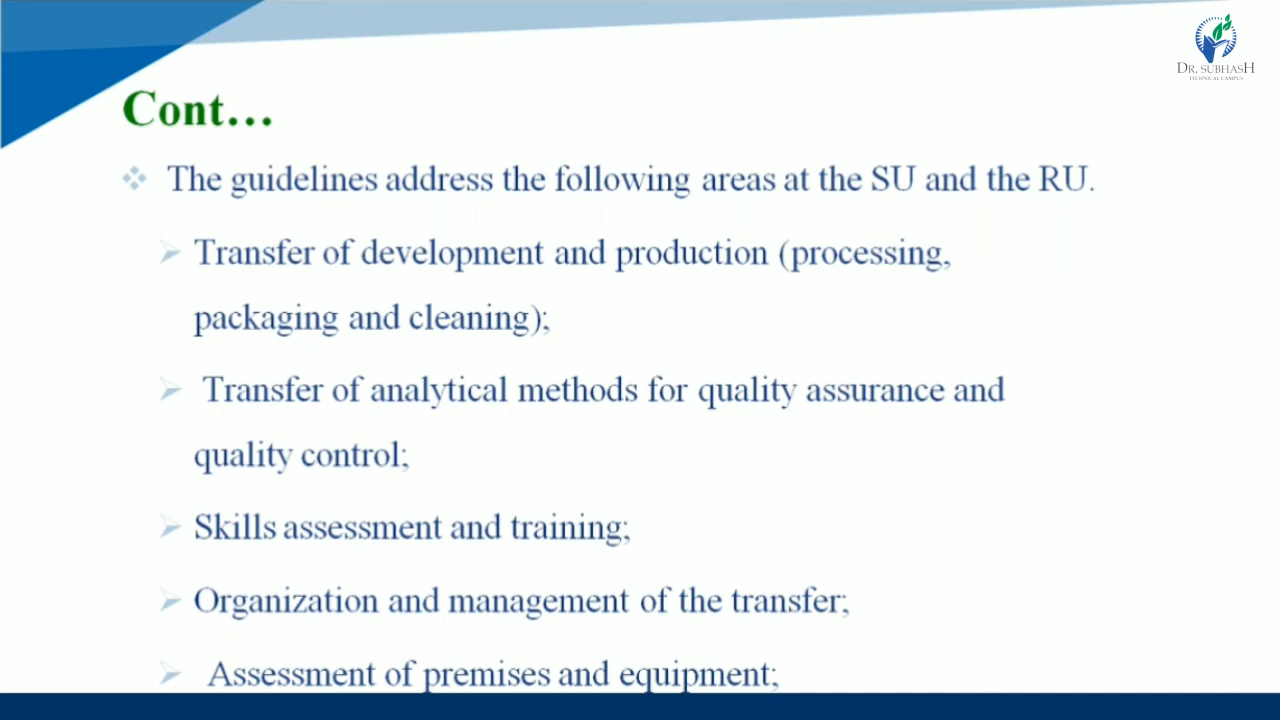 DR. SUBHASH
TECHNICAL CAMPUS
Cont...
The guidelines address the following areas at the SU and the RU.
Transfer of development and production (processing,
packaging and cleaning);
Transfer of analytical methods for quality assurance and
quality control;
Skills assessment and training;
Organization and management of the transfer;
Assessment of premises and equipment;